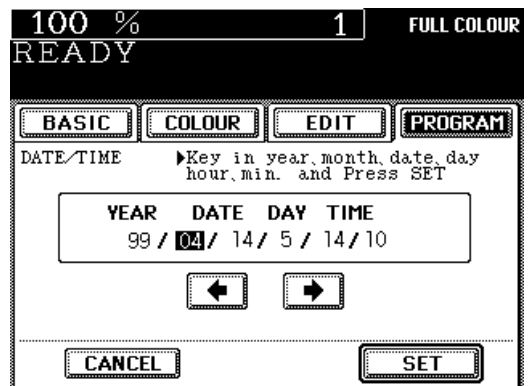 100 % 1 FULL COLOUR
READY
BASIC COLOUR EDIT PROGRAM
DATE/TIME ▶Key in year, month, date, day
hour, min. and Press SET
YEAR DATE DAY TIME
99 / 04 / 14 / 5 / 14 / 10
CANCEL SET